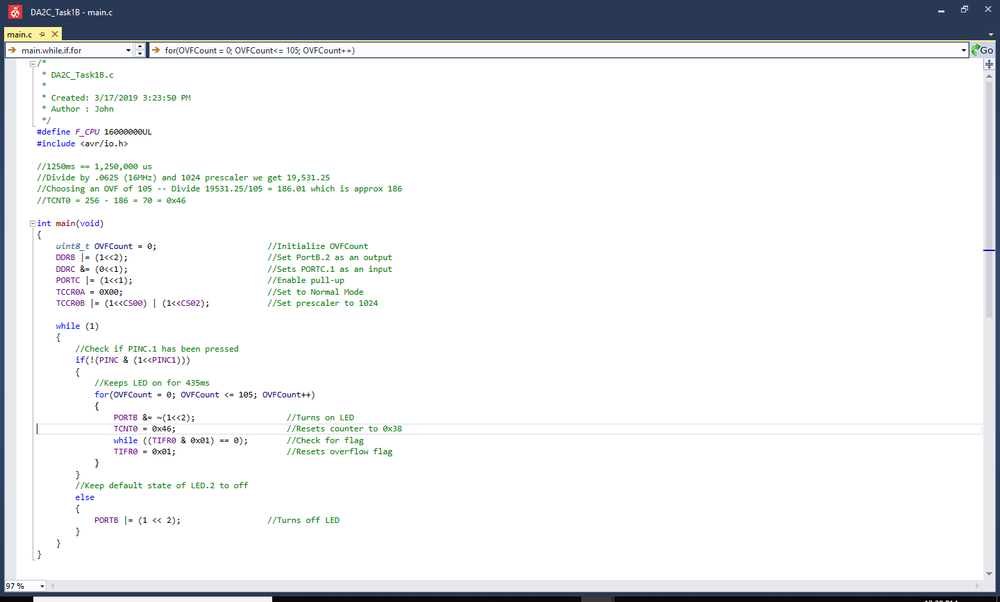 DA2C_Task1B - main.c
main.c
main.while.if.for
for(OVFCount = 0; OVFCount<= 105; OVFCount++)
Go
/*
* DA2C_Task1B.c
*
* Created: 3/17/2019 3:23:50 PM
* Author : John
*/
#define F_CPU 16000000UL
#include <avr/io.h>
//1250ms == 1,250,000 us
//Divide by .0625 (16MHz) and 1024 prescaler we get 19,531.25
//Choosing an OVF of 105 -- Divide 19531.25/105 = 186.01 which is approx 186
//TCNT0 = 256 - 186 = 70 = 0x46
int main(void)
{
uint8_t OVFCount = 0; //Initialize OVFCount
DDRB |= (1<<2); //Set PortB.2 as an output
DDRC &= (0<<1); //Sets PORTC.1 as an input
PORTC |= (1<<1); //Enable pull-up
TCCR0A = 0X00; //Set to Normal Mode
TCCR0B |= (1<<CS00) | (1<<CS02); //Set prescaler to 1024
while (1)
{
//Check if PINC.1 has been pressed
if(!(PINC & (1<<PINC1)))
{
//Keeps LED on for 435ms
for(OVFCount = 0; OVFCount <= 105; OVFCount++)
{
PORTB &= ~(1<<2); //Turns on LED
TCNT0 = 0x46; //Resets counter to 0x38
while ((TIFR0 & 0x01) == 0); //Check for flag
TIFR0 = 0x01; //Resets overflow flag
}
}
//Keep default state of LED.2 to off
else
{
PORTB |= (1 << 2); //Turns off LED
}
}
}
97 %